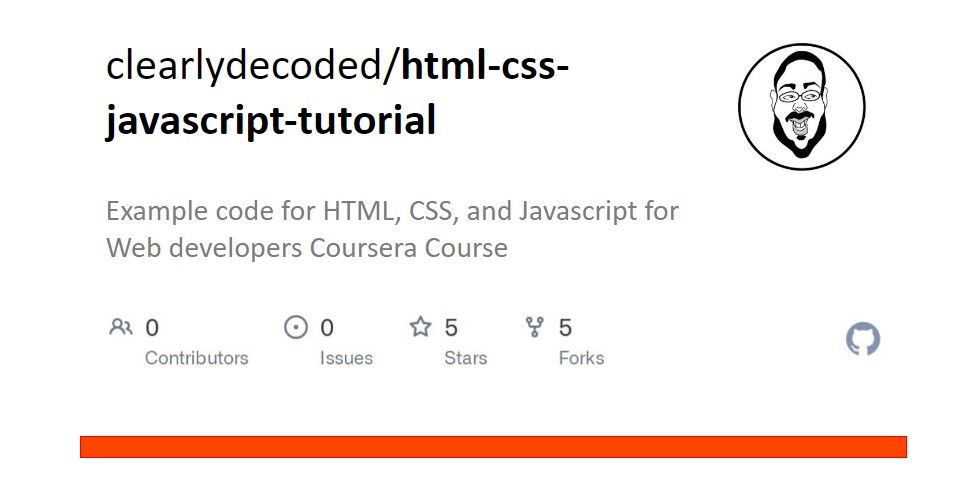 clearlydecoded/html-css-
javascript-tutorial
Example code for HTML, CSS, and Javascript for
Web developers Coursera Course
0 0 5 5
Contributors Issues Stars Forks